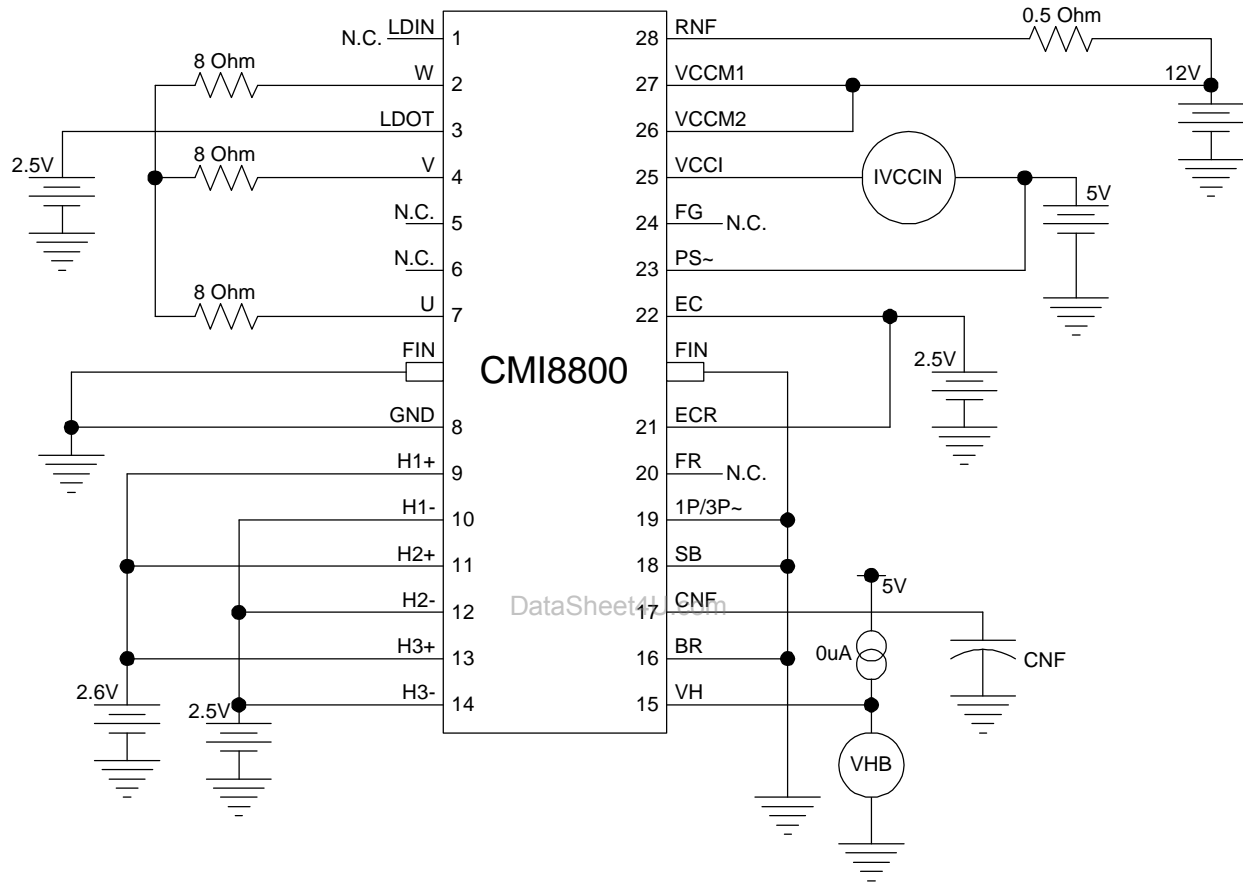 LDIN
N.C.
1
28
RNF
0.5 Ohm
8 Ohm
W
2
27
VCCM1
12V
LDOT
3
26
VCCM2
2.5V
8 Ohm
V
4
25
VCCI
IVCCIN
5V
N.C.
5
24
FG
N.C.
N.C.
6
23
PS~
8 Ohm
U
7
22
EC
FIN
CMI8800
FIN
2.5V
GND
8
21
ECR
H1+
9
20
FR
N.C.
H1-
10
19
1P/3P~
H2+
11
18
SB
5V
H2-
12
DataSheet4U.com
17
CNF
H3+
13
16
BR
0uA
CNF
2.6V
2.5V
H3-
14
15
VH
VHB